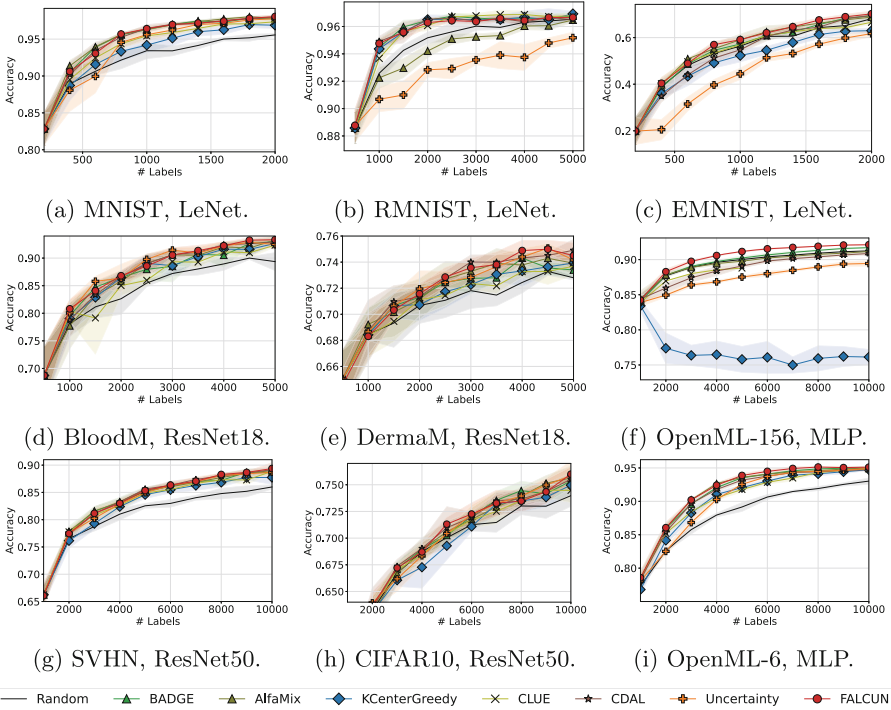 Accuracy
0.95
0.90
0.85
0.80
500 1000 1500 2000
# Labels
(a) MNIST, LeNet.
Accuracy
0.96
0.94
0.92
0.90
0.88
1000 2000 3000 4000 5000
# Labels
(b) RMNIST, LeNet.
Accuracy
0.6
0.4
0.2
500 1000 1500 2000
# Labels
(c) EMNIST, LeNet.
Accuracy
0.90
0.85
0.80
0.75
0.70
1000 2000 3000 4000 5000
# Labels
(d) BloodM, ResNet18.
Accuracy
0.76
0.74
0.72
0.70
0.68
0.66
1000 2000 3000 4000 5000
# Labels
(e) DermaM, ResNet18.
Accuracy
0.90
0.85
0.80
0.75
2000 4000 6000 8000 10000
# Labels
(f) OpenML-156, MLP.
Accuracy
0.90
0.85
0.80
0.75
0.70
0.65
2000 4000 6000 8000 10000
# Labels
(g) SVHN, ResNet50.
Accuracy
0.750
0.725
0.700
0.675
0.650
2000 4000 6000 8000 10000
# Labels
(h) CIFAR10, ResNet50.
Accuracy
0.95
0.90
0.85
0.80
2000 4000 6000 8000 10000
# Labels
(i) OpenML-6, MLP.
Random BADGE AlfaMix KCenterGreedy CLUE CDAL Uncertainty FALCUN